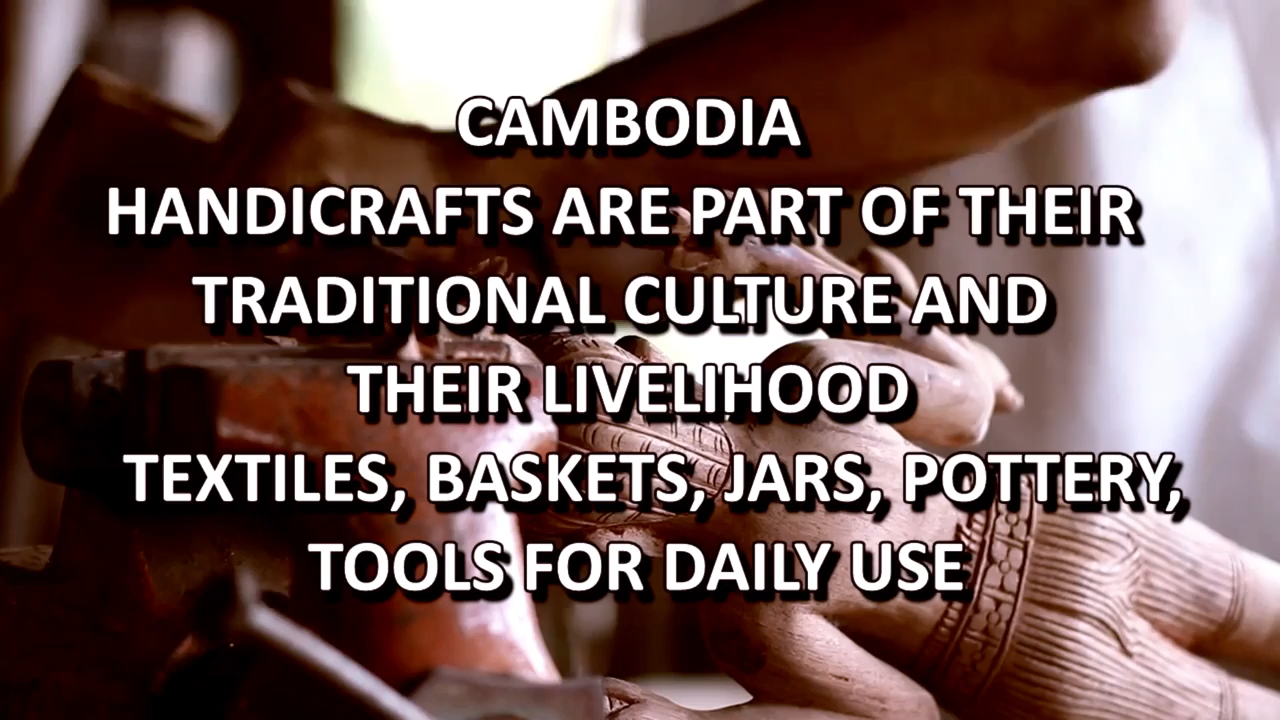 CAMBODIA
HANDICRAFTS ARE PART OF THEIR
TRADITIONAL CULTURE AND
THEIR LIVELIHOOD
TEXTILES, BASKETS, JARS, POTTERY,
TOOLS FOR DAILY USE